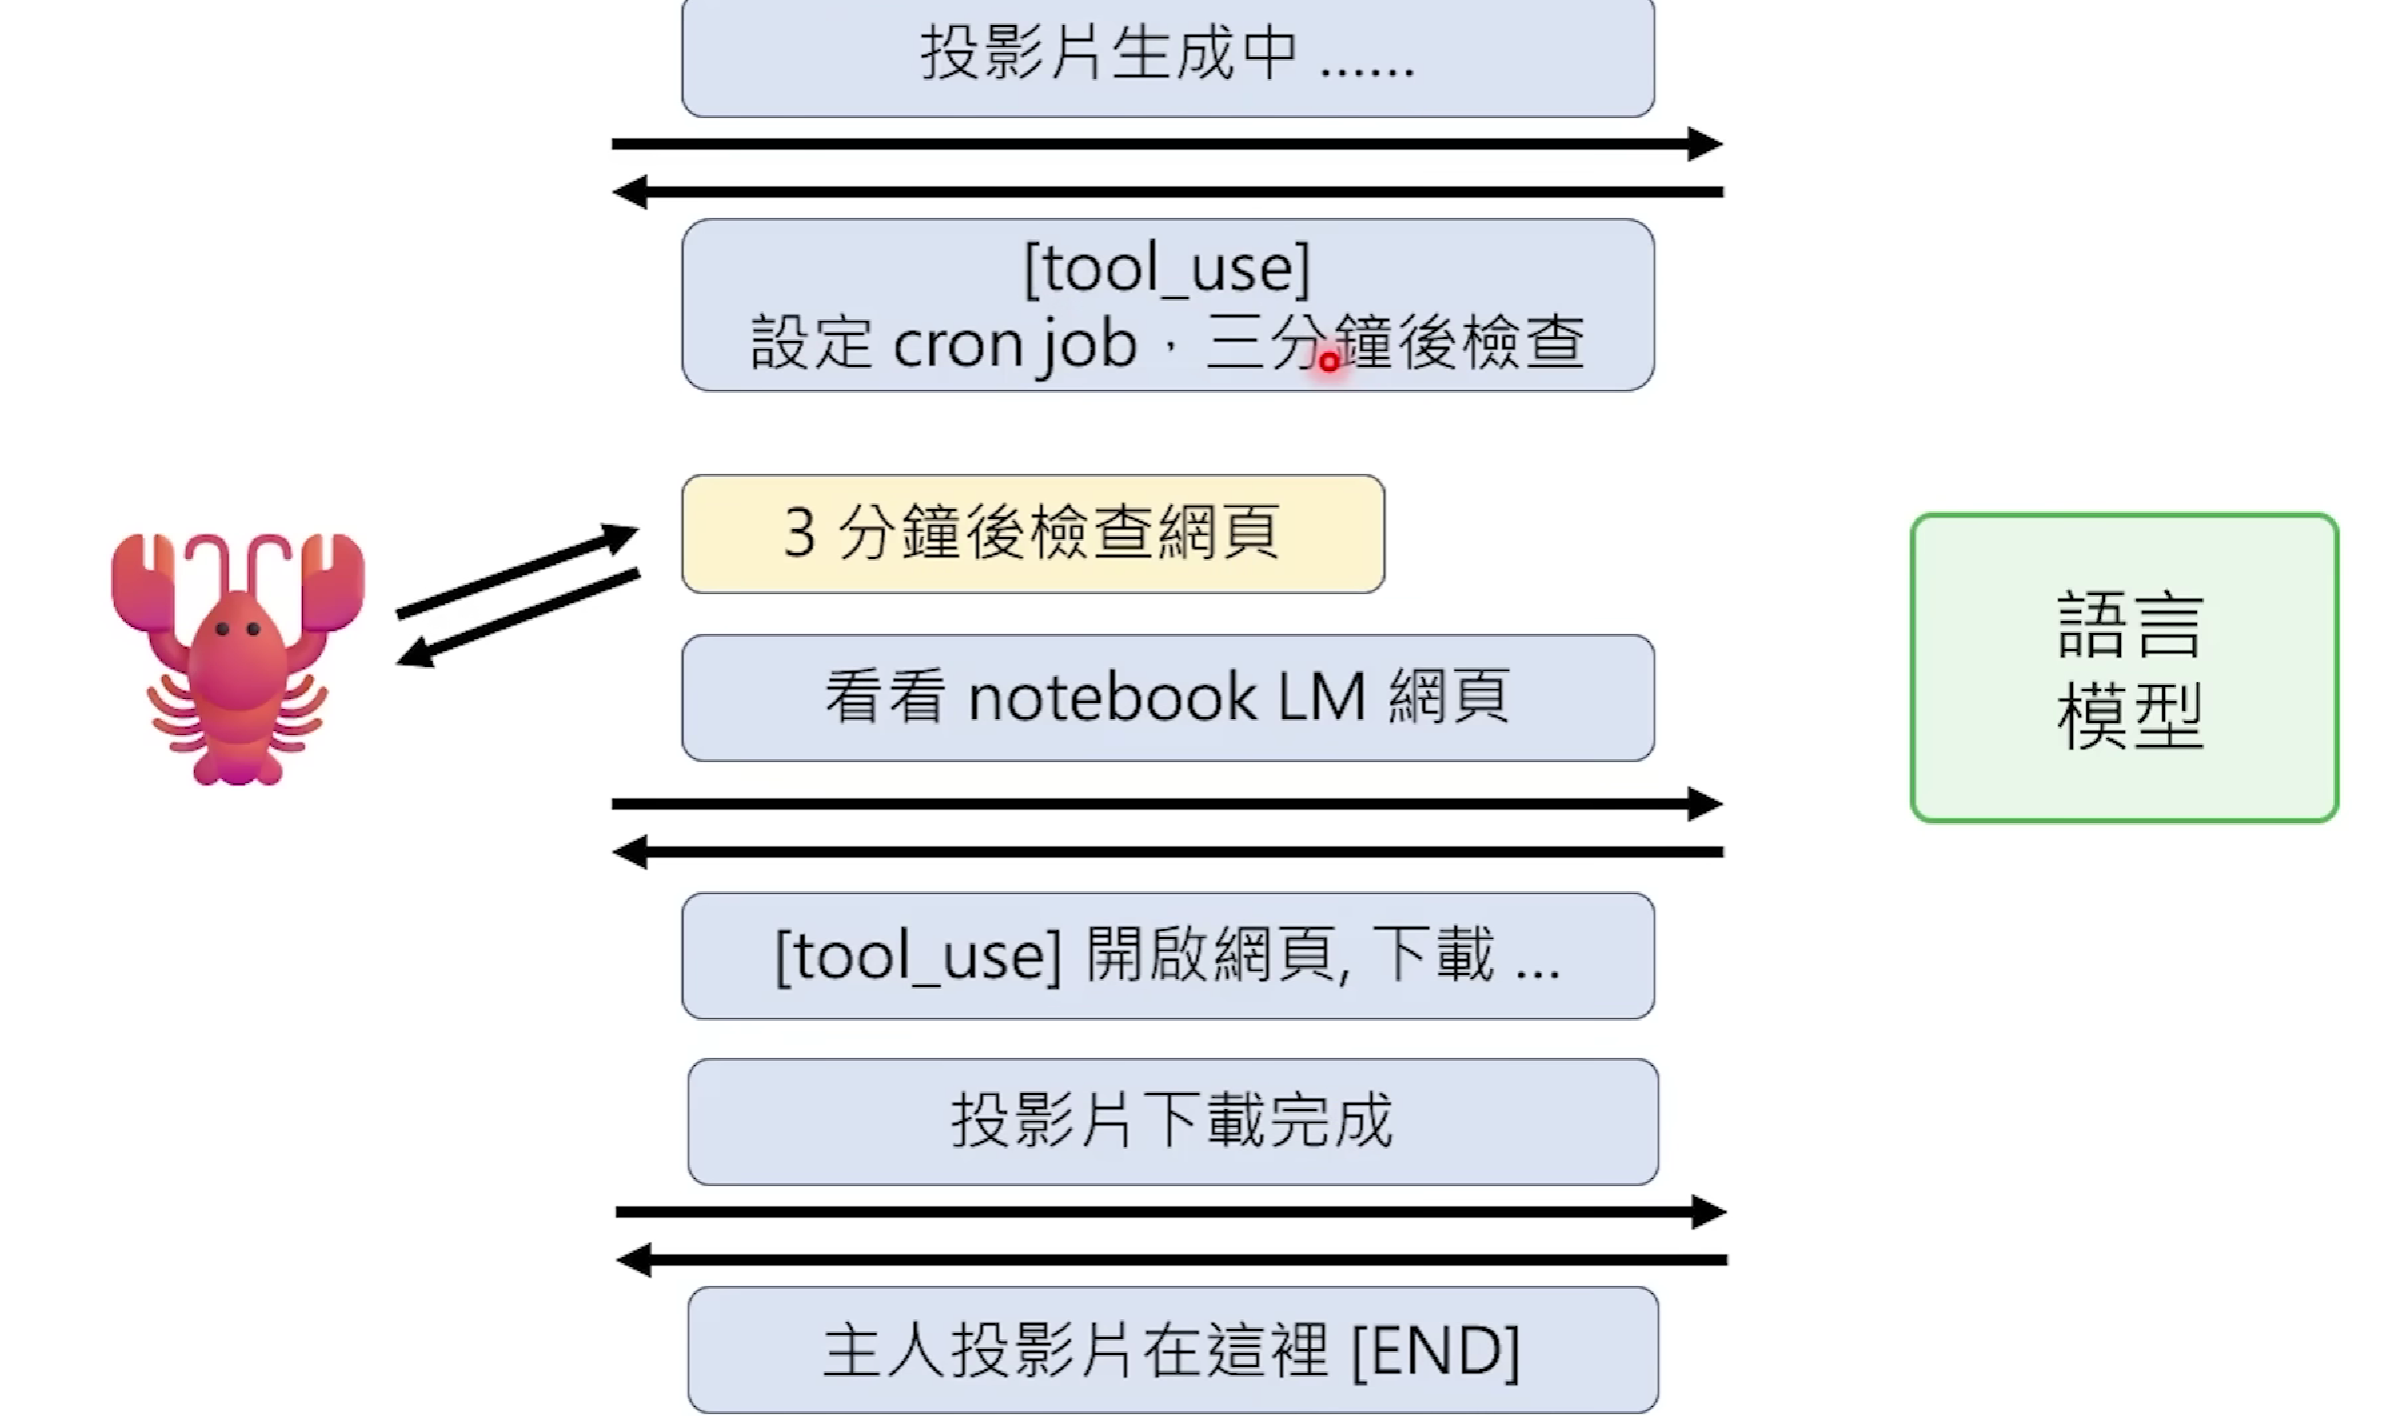 投影片生成中 ......
[tool_use]
設定 cron job，三分鐘後檢查
3 分鐘後檢查網頁
看看 notebook LM 網頁
語言
模型
[tool_use] 開啟網頁, 下載 ...
投影片下載完成
主人投影片在這裡 [END]